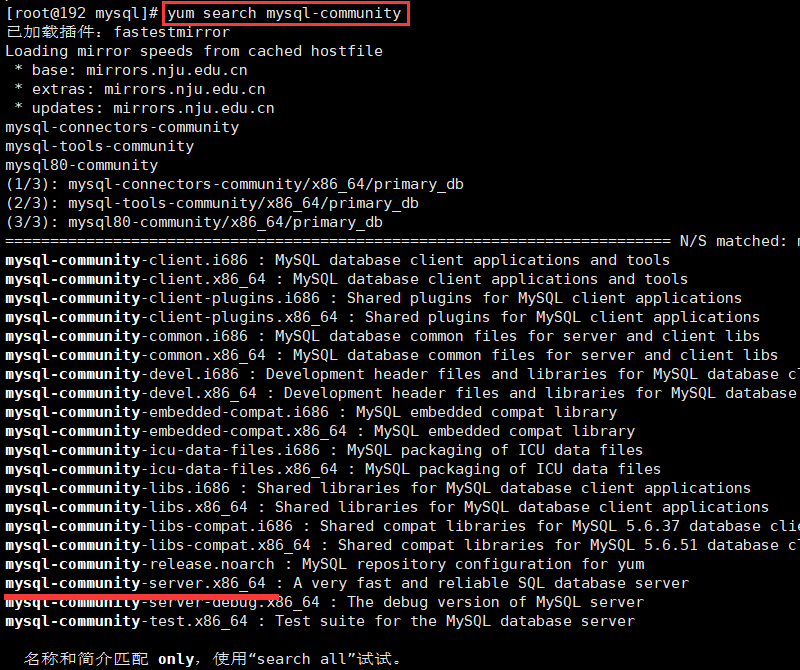 [root@192 mysql]# yum search mysql-community
已加载插件：fastestmirror
Loading mirror speeds from cached hostfile
 * base: mirrors.nju.edu.cn
 * extras: mirrors.nju.edu.cn
 * updates: mirrors.nju.edu.cn
mysql-connectors-community
mysql-tools-community
mysql80-community
(1/3): mysql-connectors-community/x86_64/primary_db
(2/3): mysql-tools-community/x86_64/primary_db
(3/3): mysql80-community/x86_64/primary_db
========================================================================== N/S matched:
mysql-community-client.i686 : MySQL database client applications and tools
mysql-community-client.x86_64 : MySQL database client applications and tools
mysql-community-client-plugins.i686 : Shared plugins for MySQL client applications
mysql-community-client-plugins.x86_64 : Shared plugins for MySQL client applications
mysql-community-common.i686 : MySQL database common files for server and client libs
mysql-community-common.x86_64 : MySQL database common files for server and client libs
mysql-community-devel.i686 : Development header files and libraries for MySQL database
mysql-community-devel.x86_64 : Development header files and libraries for MySQL database
mysql-community-embedded-compat.i686 : MySQL embedded compat library
mysql-community-embedded-compat.x86_64 : MySQL embedded compat library
mysql-community-icu-data-files.i686 : MySQL packaging of ICU data files
mysql-community-icu-data-files.x86_64 : MySQL packaging of ICU data files
mysql-community-libs.i686 : Shared libraries for MySQL database client applications
mysql-community-libs.x86_64 : Shared libraries for MySQL database client applications
mysql-community-libs-compat.i686 : Shared compat libraries for MySQL 5.6.37 database
mysql-community-libs-compat.x86_64 : Shared compat libraries for MySQL 5.6.51 database
mysql-community-release.noarch : MySQL repository configuration for yum
mysql-community-server.x86_64 : A very fast and reliable SQL database server
mysql-community-server-debug.x86_64 : The debug version of MySQL server
mysql-community-test.x86_64 : Test suite for the MySQL database server
名称和简介匹配 only，使用“search all”试试。